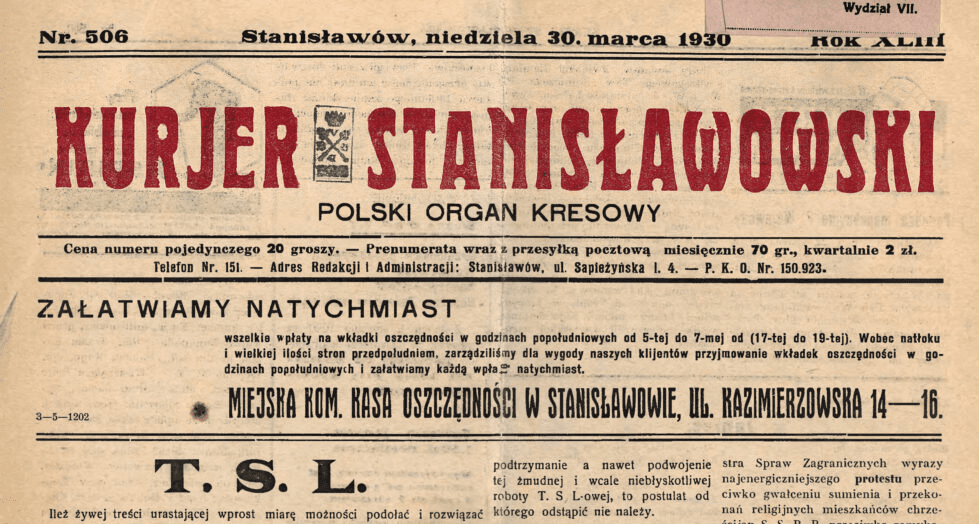 Wydział VII.
Nr. 506 Stanisławów, niedziela 30. marca 1930 Rok XLIII
KURJER STANISŁAWOWSKI
POLSKI ORGAN KRESOWY
Cena numeru pojedynczego 20 groszy. — Prenumerata wraz z przesyłką pocztową miesięcznie 70 gr., kwartalnie 2 zł.
Telefon Nr. 151. — Adres Redakcji i Administracji: Stanisławów, ul. Sapieżyńska l. 4. — P. K. O. Nr. 150.923.
ZAŁATWIAMY NATYCHMIAST
wszelkie wpłaty na wkładki oszczędności w godzinach popołudniowych od 5-tej do 7-mej od (17-tej do 19-tej). Wobec natłoku
i wielkiej ilości stron przedpołudniem, zarządziliśmy dla wygody naszych klijentów przyjmowanie wkładek oszczędności w go-
dzinach popołudniowych i załatwiamy każdą natychmiast.
3—5—1202
MIEJSKA KOM. KASA OSZCZĘDNOŚCI W STANISŁAWOWIE, UL. KAZIMIERZOWSKA 14—16.
T. S. L.
Ileż żywej treści urastającej wprost miarę możności podołać i rozwiązać
podtrzymanie a nawet podwojenie
tej żmudnej i wcale niebłyskotliwej
roboty T. S L-owej, to postulat od
którego odstąpić nie należy.
stra Spraw Zagranicznych wyrazy
najenergiczniejszego protestu prze-
ciwko gwałceniu sumienia i przeko-
nań religijnych mieszkańców chrze-